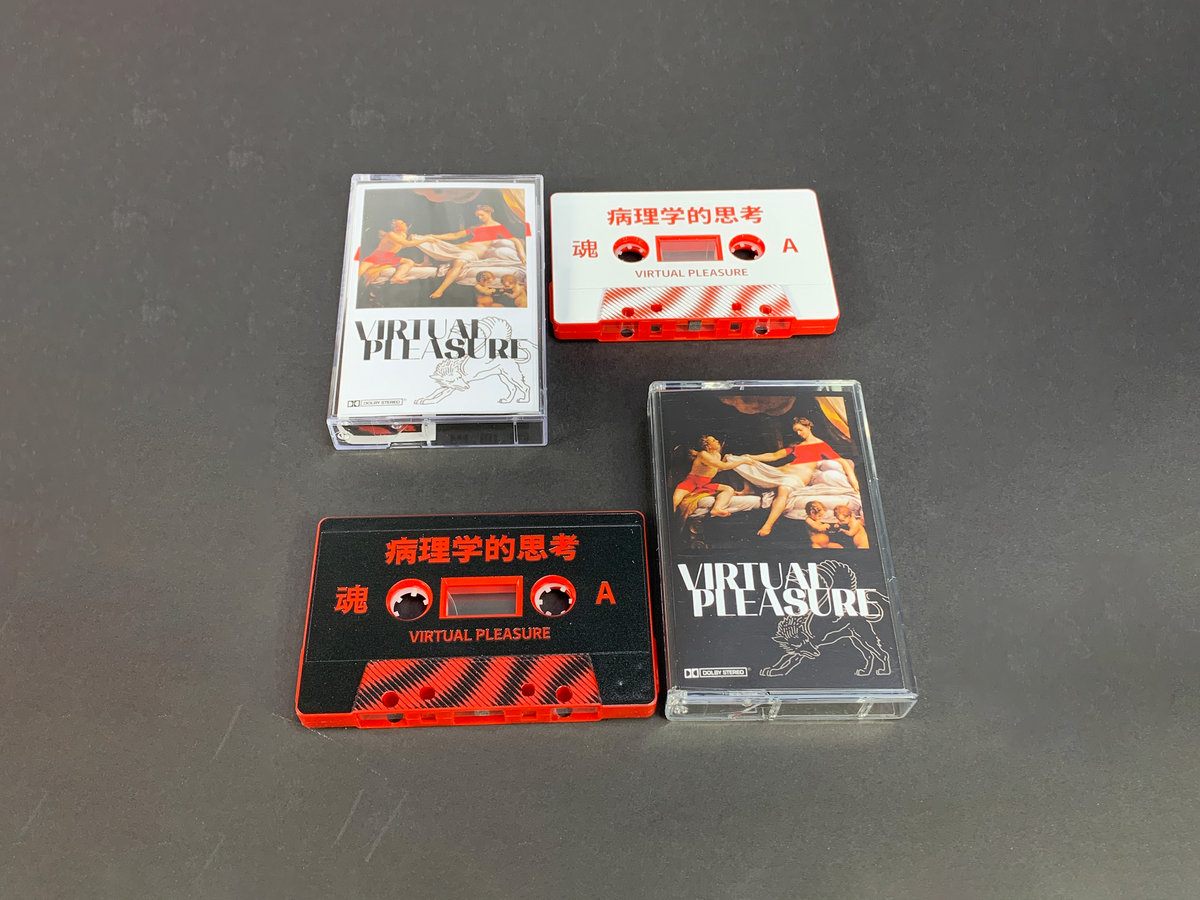 病理学的思考
魂 A
VIRTUAL PLEASURE
VIRTUAL
PLEASURE
DOLBY STEREO
病理学的思考
魂 A
VIRTUAL PLEASURE
VIRTUAL
PLEASURE
DOLBY STEREO